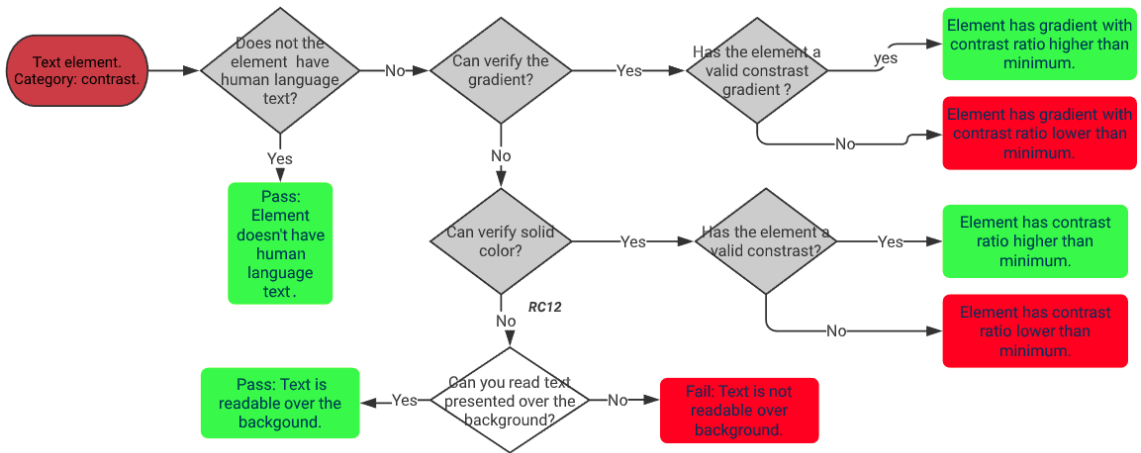 Text element.
Category: contrast.
Does not the
element have
human language
text?
No
Can verify the
gradient?
Yes
Has the element a
valid constrast
gradient ?
yes
Element has gradient with
contrast ratio higher than
minimum.
No
Element has gradient with
contrast ratio lower than
minimum.
Yes
Pass:
Element
doesn't have
human
language
text.
No
Can verify solid
color?
Yes
Has the element a
valid constrast?
Yes
Element has contrast
ratio higher than
minimum.
No
Element has contrast
ratio lower than
minimum.
RC12
No
Can you read text
presented over the
background?
Yes
Pass: Text is
readable over the
backgound.
No
Fail: Text is not
readable over
background.